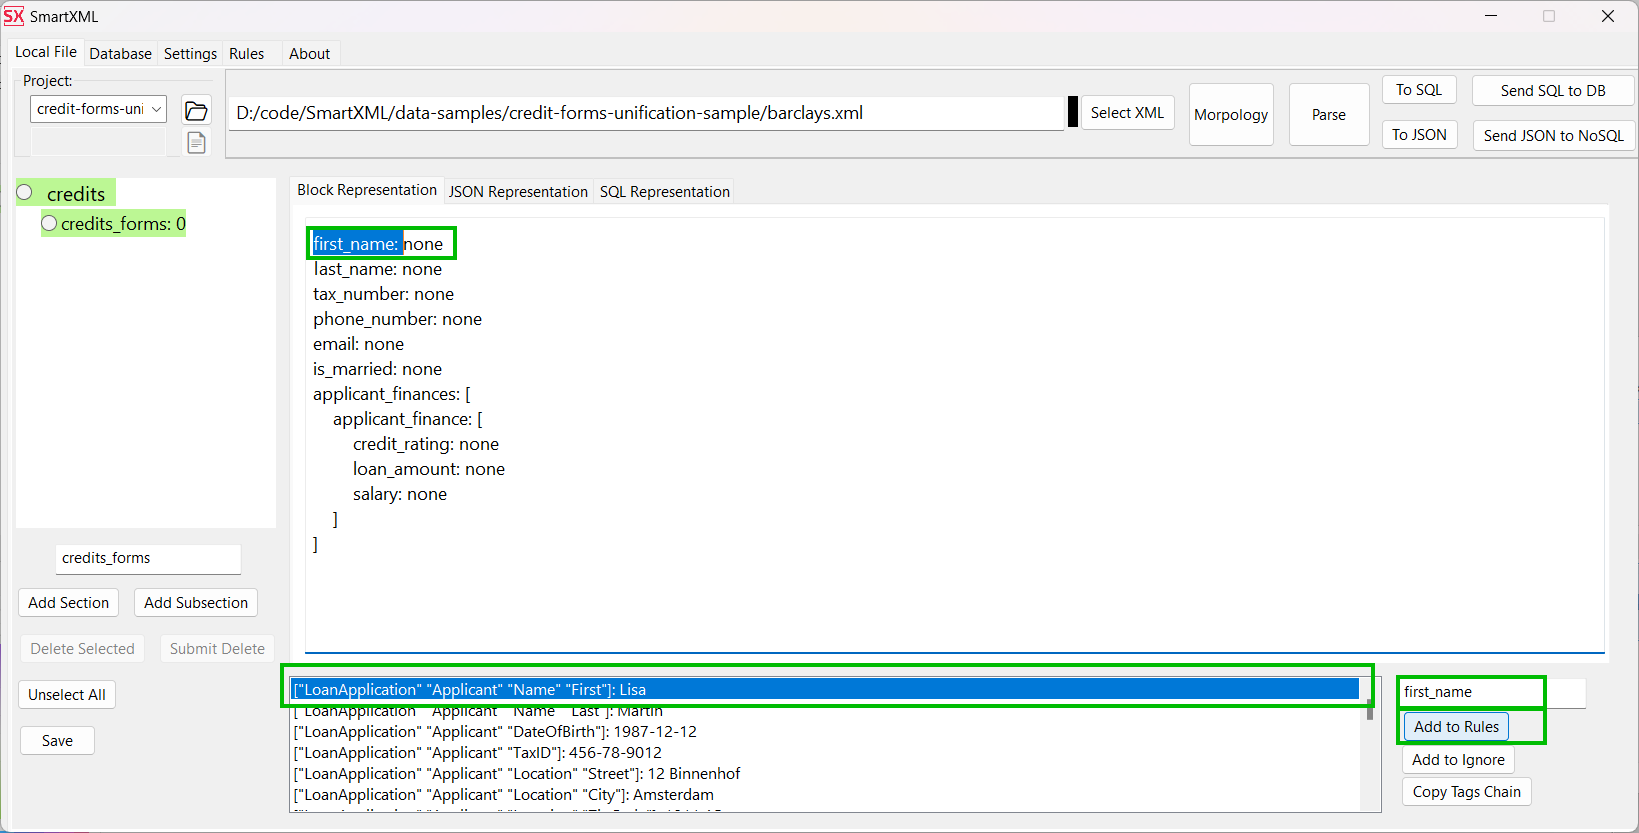 SX SmartXML
Local File Database Settings Rules About
Project:
credit-forms-uni
D:/code/SmartXML/data-samples/credit-forms-unification-sample/barclays.xml
Select XML
Morpology
Parse
To SQL
Send SQL to DB
To JSON
Send JSON to NoSQL
credits
credits_forms: 0
Block Representation JSON Representation SQL Representation
first_name: none
last_name: none
tax_number: none
phone_number: none
email: none
is_married: none
applicant_finances: [
applicant_finance: [
credit_rating: none
loan_amount: none
salary: none
]
]
credits_forms
Add Section Add Subsection
Delete Selected Submit Delete
Unselect All
Save
["LoanApplication" "Applicant" "Name" "First"]: Lisa
["LoanApplication" "Applicant" "Name" "Last"]: Martin
["LoanApplication" "Applicant" "DateOfBirth"]: 1987-12-12
["LoanApplication" "Applicant" "TaxID"]: 456-78-9012
["LoanApplication" "Applicant" "Location" "Street"]: 12 Binnenhof
["LoanApplication" "Applicant" "Location" "City"]: Amsterdam
first_name
Add to Rules
Add to Ignore
Copy Tags Chain